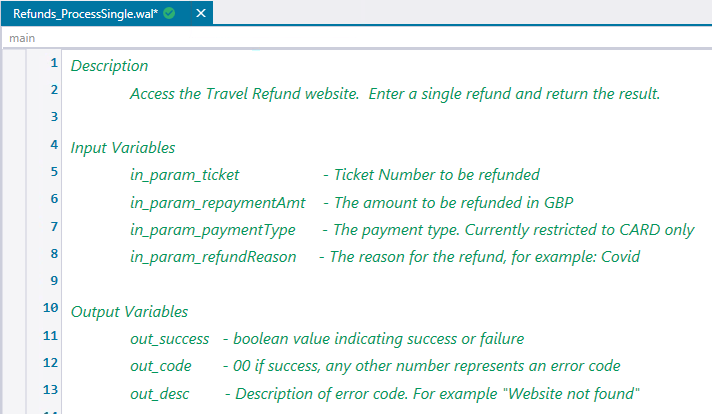 Refunds_ProcessSingle.wal*
main
1 Description
2 Access the Travel Refund website. Enter a single refund and return the result.
3
4 Input Variables
5 in_param_ticket - Ticket Number to be refunded
6 in_param_repaymentAmt - The amount to be refunded in GBP
7 in_param_paymentType - The payment type. Currently restricted to CARD only
8 in_param_refundReason - The reason for the refund, for example: Covid
9
10 Output Variables
11 out_success - boolean value indicating success or failure
12 out_code - 00 if success, any other number represents an error code
13 out_desc - Description of error code. For example "Website not found"